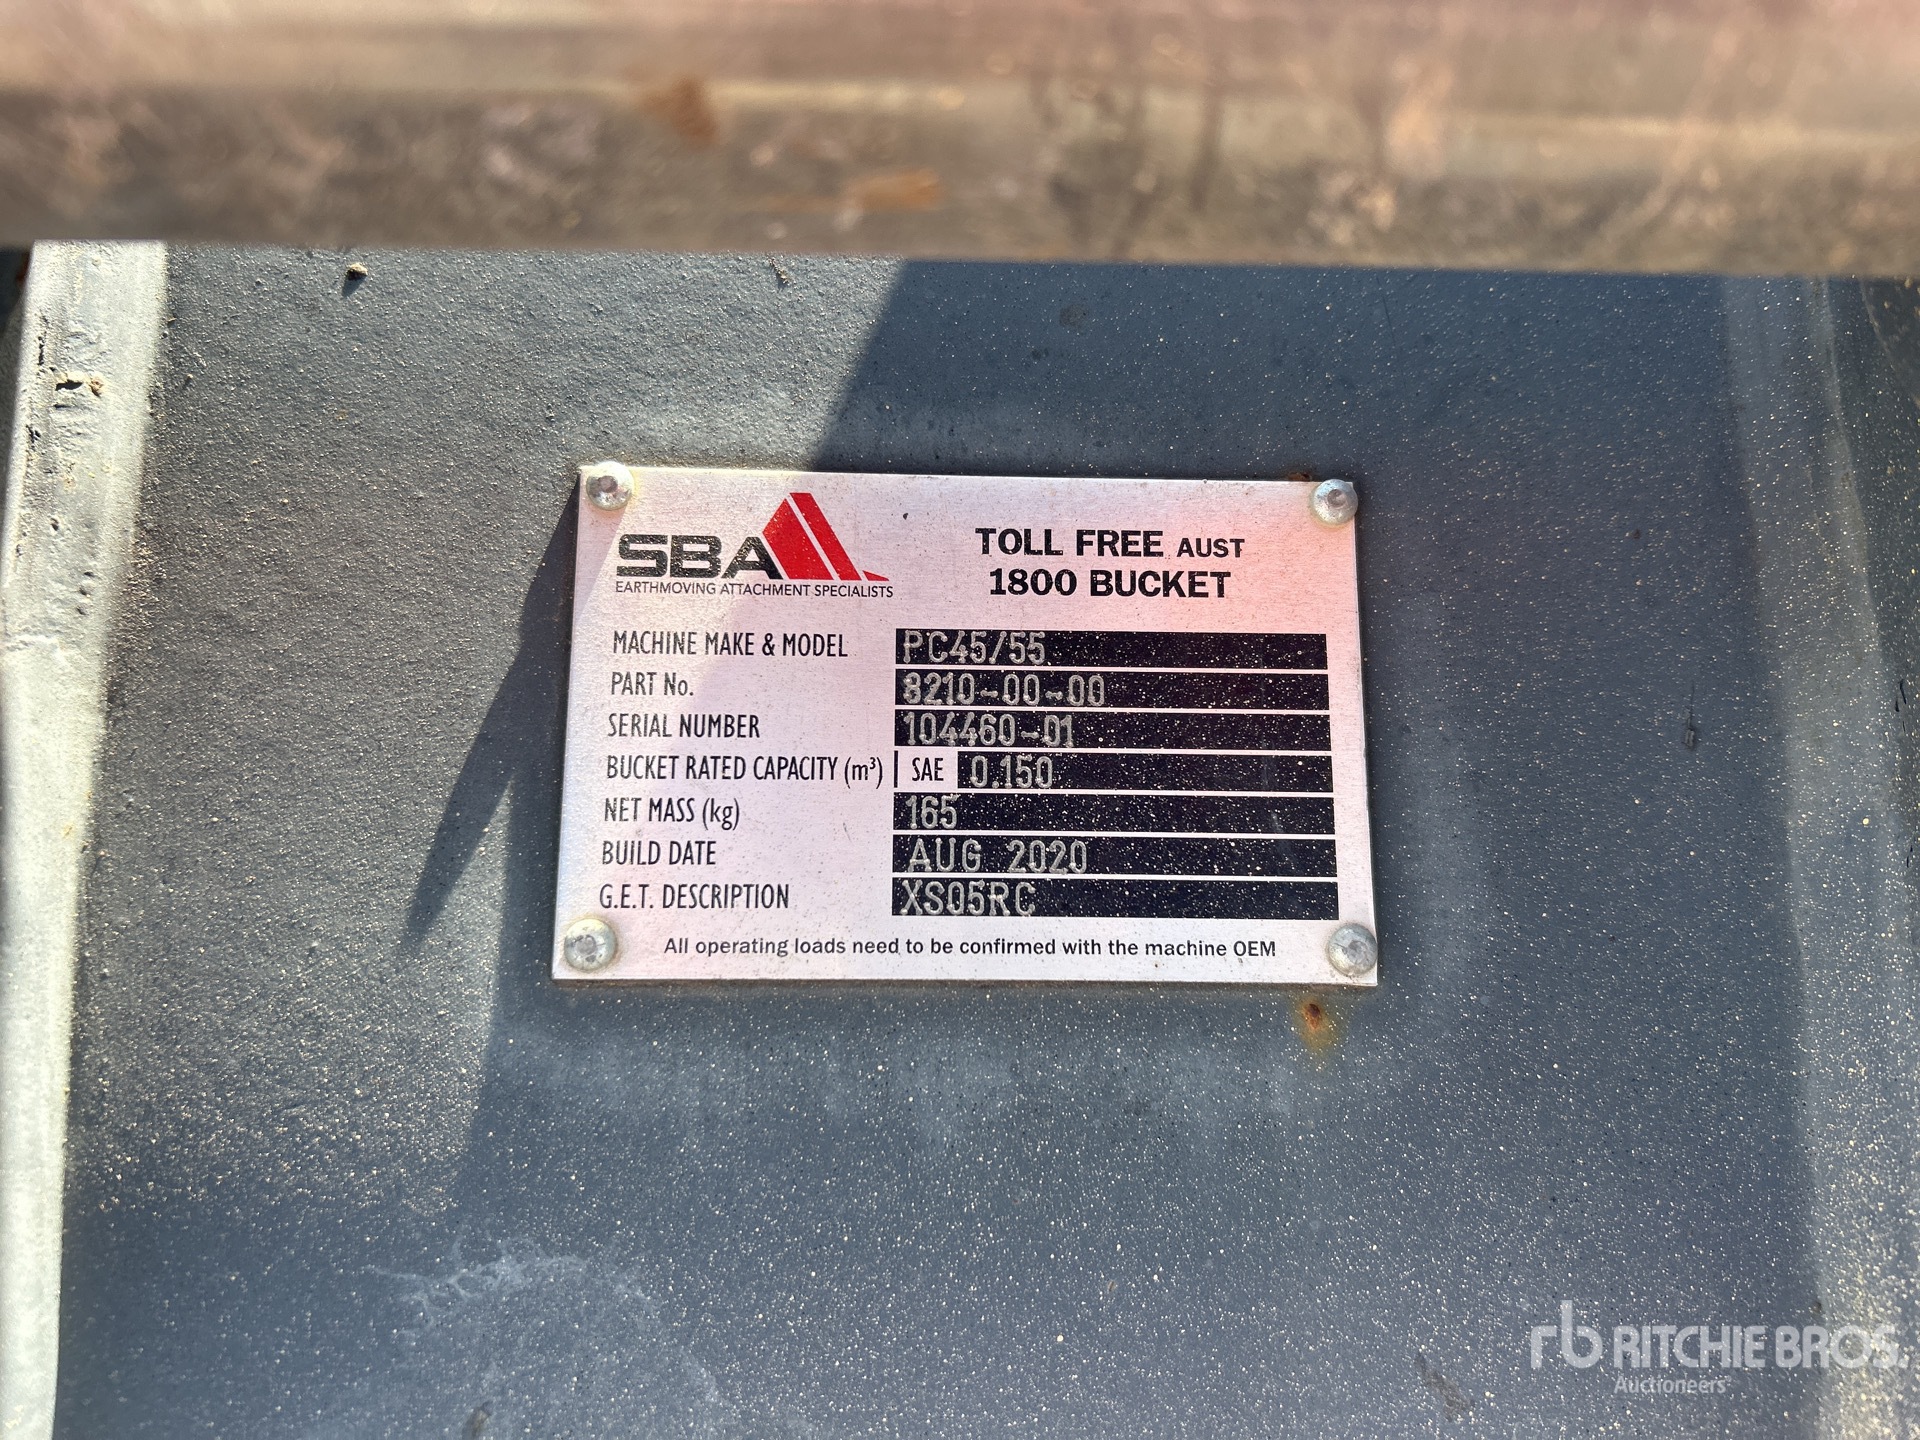 SBA
EARTHMOVING ATTACHMENT SPECIALISTS
TOLL FREE AUST
1800 BUCKET
MACHINE MAKE & MODEL PC45/55
PART No. 8210-00-00
SERIAL NUMBER 104460-01
BUCKET RATED CAPACITY (m³) SAE 0.150
NET MASS (kg) 165
BUILD DATE AUG 2020
G.E.T. DESCRIPTION XS05RC
All operating loads need to be confirmed with the machine OEM
rb RITCHIE BROS.
Auctioneers